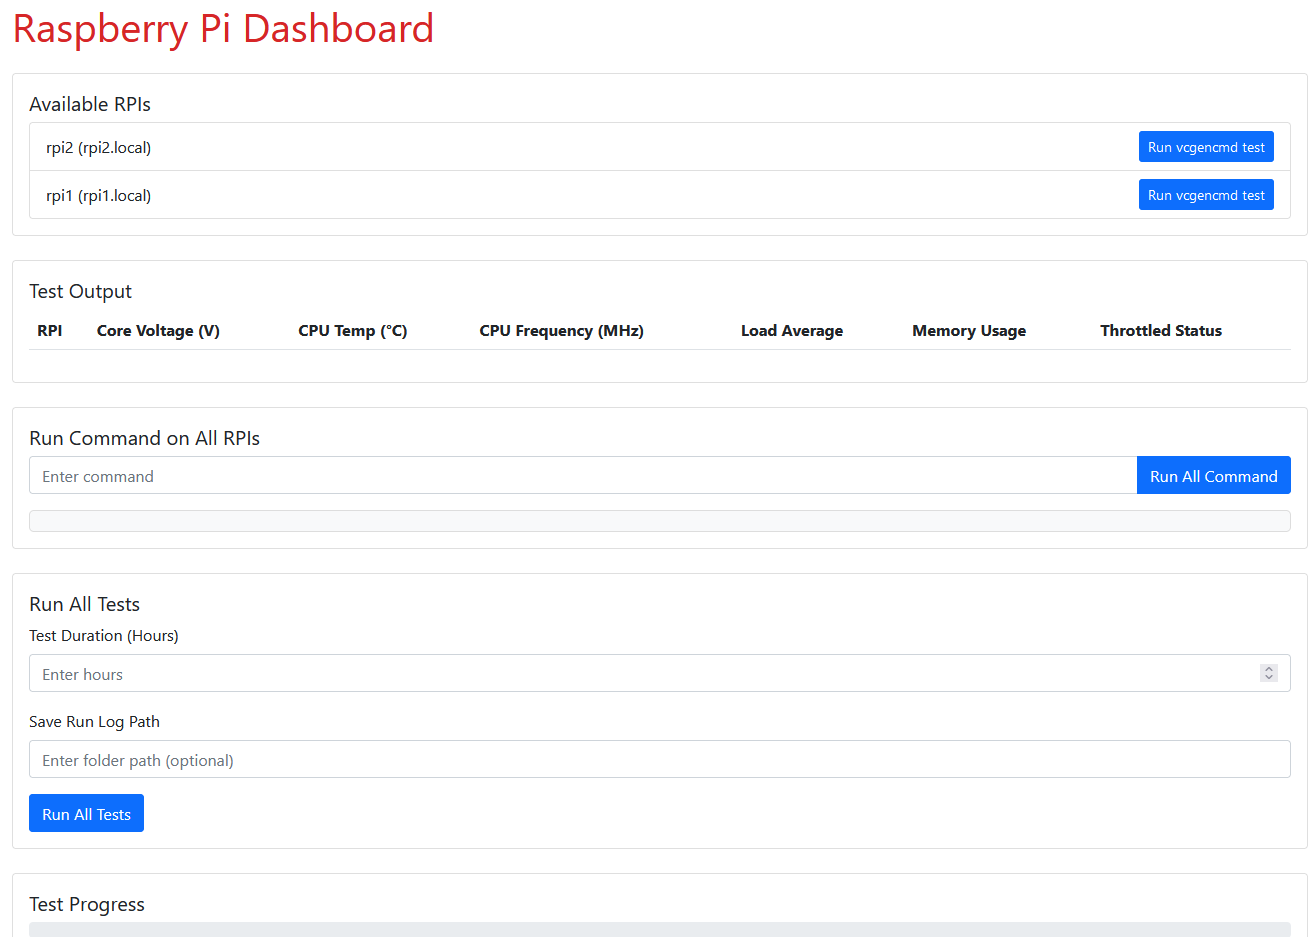 Raspberry Pi Dashboard
Available RPIs
rpi2 (rpi2.local)
Run vcgencmd test
rpi1 (rpi1.local)
Run vcgencmd test
Test Output
RPI Core Voltage (V) CPU Temp (°C) CPU Frequency (MHz) Load Average Memory Usage Throttled Status
Run Command on All RPIs
Enter command
Run All Command
Run All Tests
Test Duration (Hours)
Enter hours
Save Run Log Path
Enter folder path (optional)
Run All Tests
Test Progress